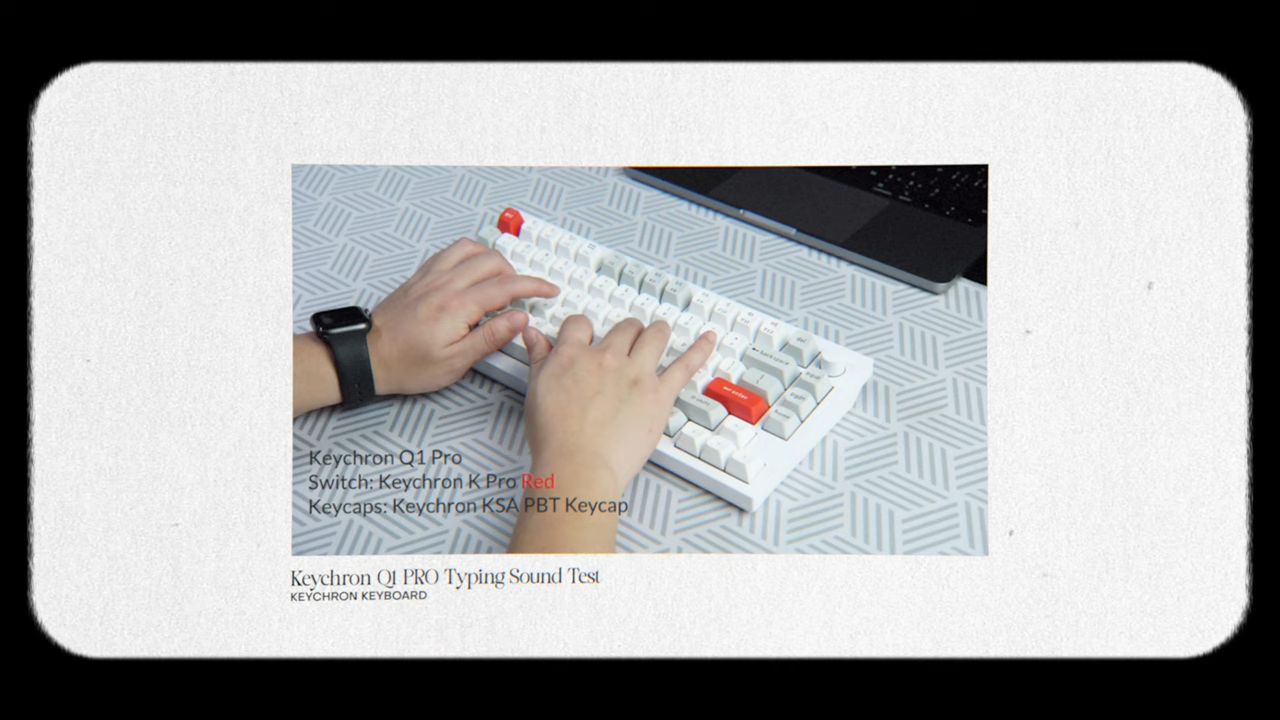 Keychron Q1 Pro
Switch: Keychron K Pro Red
Keycaps: Keychron KSA PBT Keycap
Keychron Q1 PRO Typing Sound Test
KEYCHRON KEYBOARD